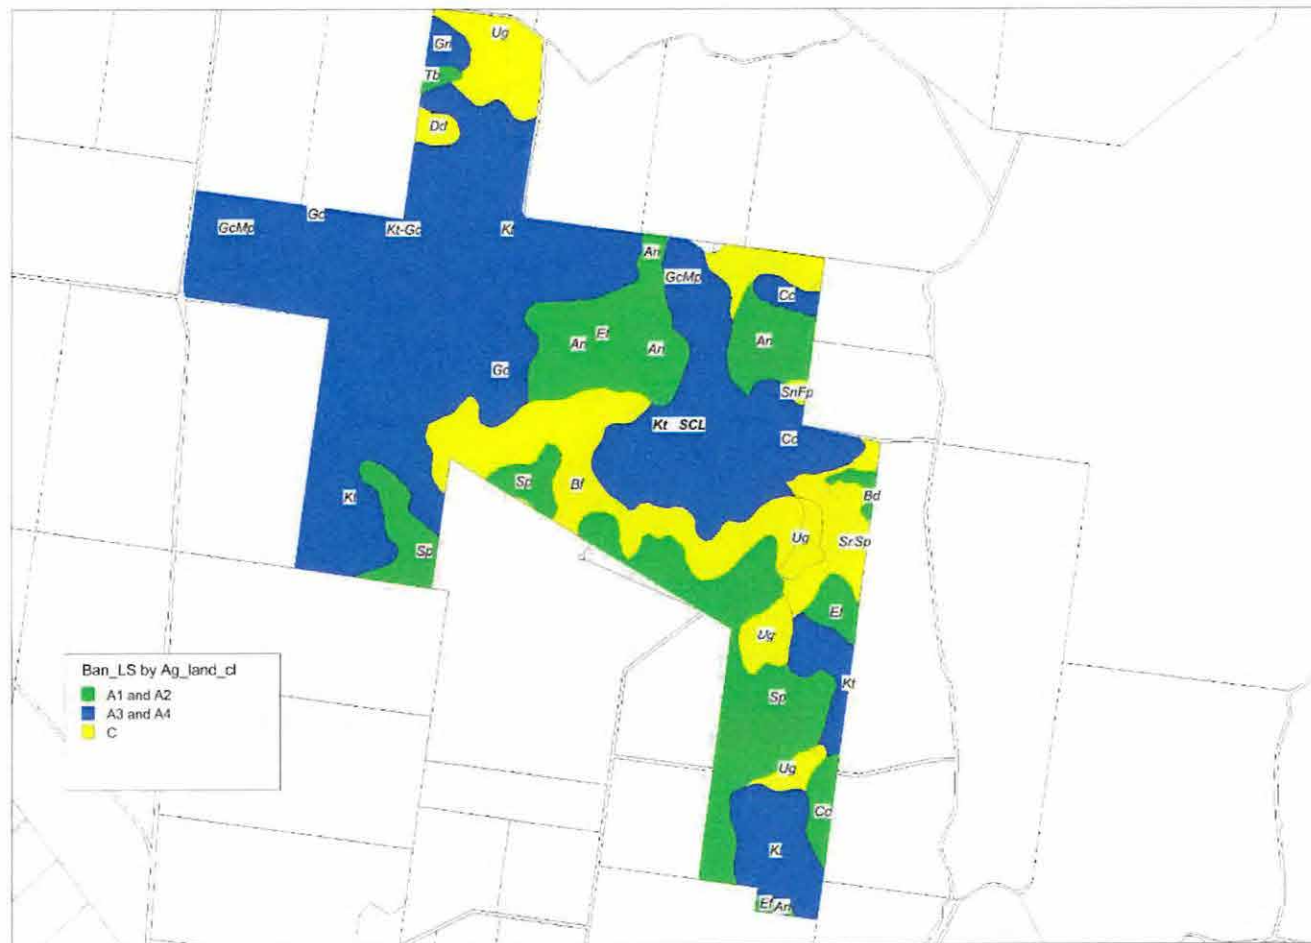 Ug
Gn
Tb
Dd
GcMp
Gc
Kt-Gc
Kt
An
GcMp
Cc
An
Ef
An
An
Gc
SnFp
Kt SCL
Cc
Kt
Sp
Bf
Bd
Ug
SrSp
Sp
Ef
Ug
Kt
Sp
Ug
Cc
Ef An
Ban_LS by Ag_land_cl
A1 and A2
A3 and A4
C